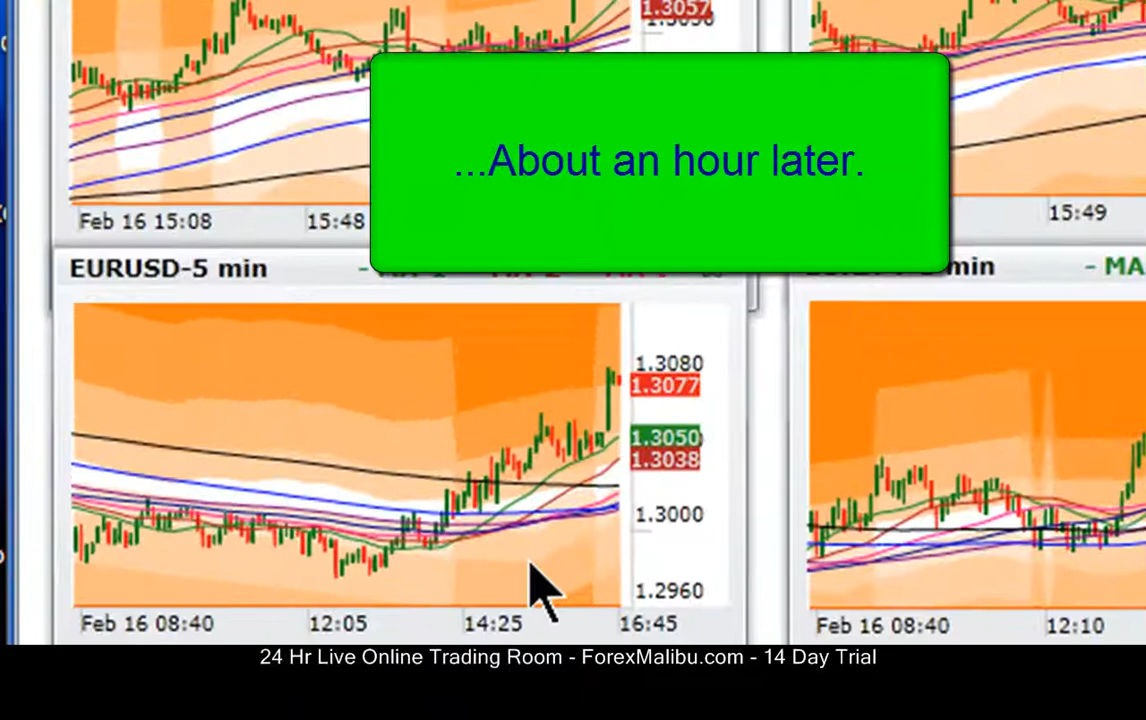 1.3057
...About an hour later.
Feb 16 15:08
15:48
15:49
EURUSD-5 min
min
- MA
1.3080
1.3077
1.3050
1.3038
1.3000
1.2960
Feb 16 08:40
12:05
14:25
16:45
Feb 16 08:40
12:10
24 Hr Live Online Trading Room - ForexMalibu.com - 14 Day Trial